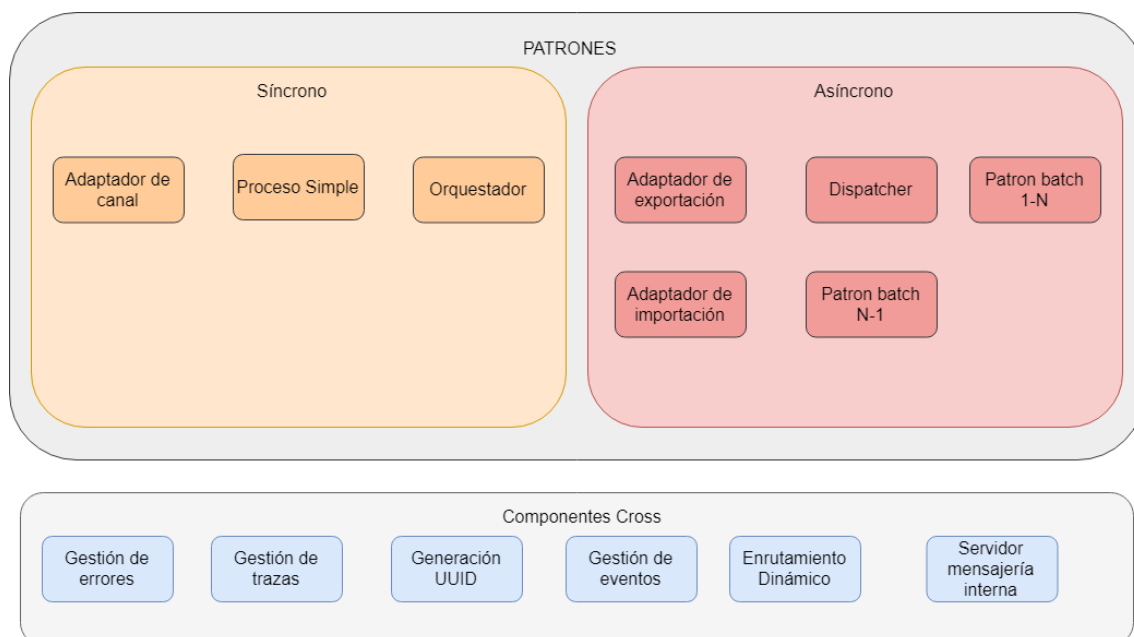 PATRONES
Síncrono
Adaptador de
canal
Proceso Simple
Orquestador
Asíncrono
Adaptador de
exportación
Dispatcher
Patron batch
1-N
Adaptador de
importación
Patron batch
N-1
Componentes Cross
Gestión de
errores
Gestión de
trazas
Generación
UUID
Gestión de
eventos
Enrutamiento
Dinámico
Servidor
mensajería
interna